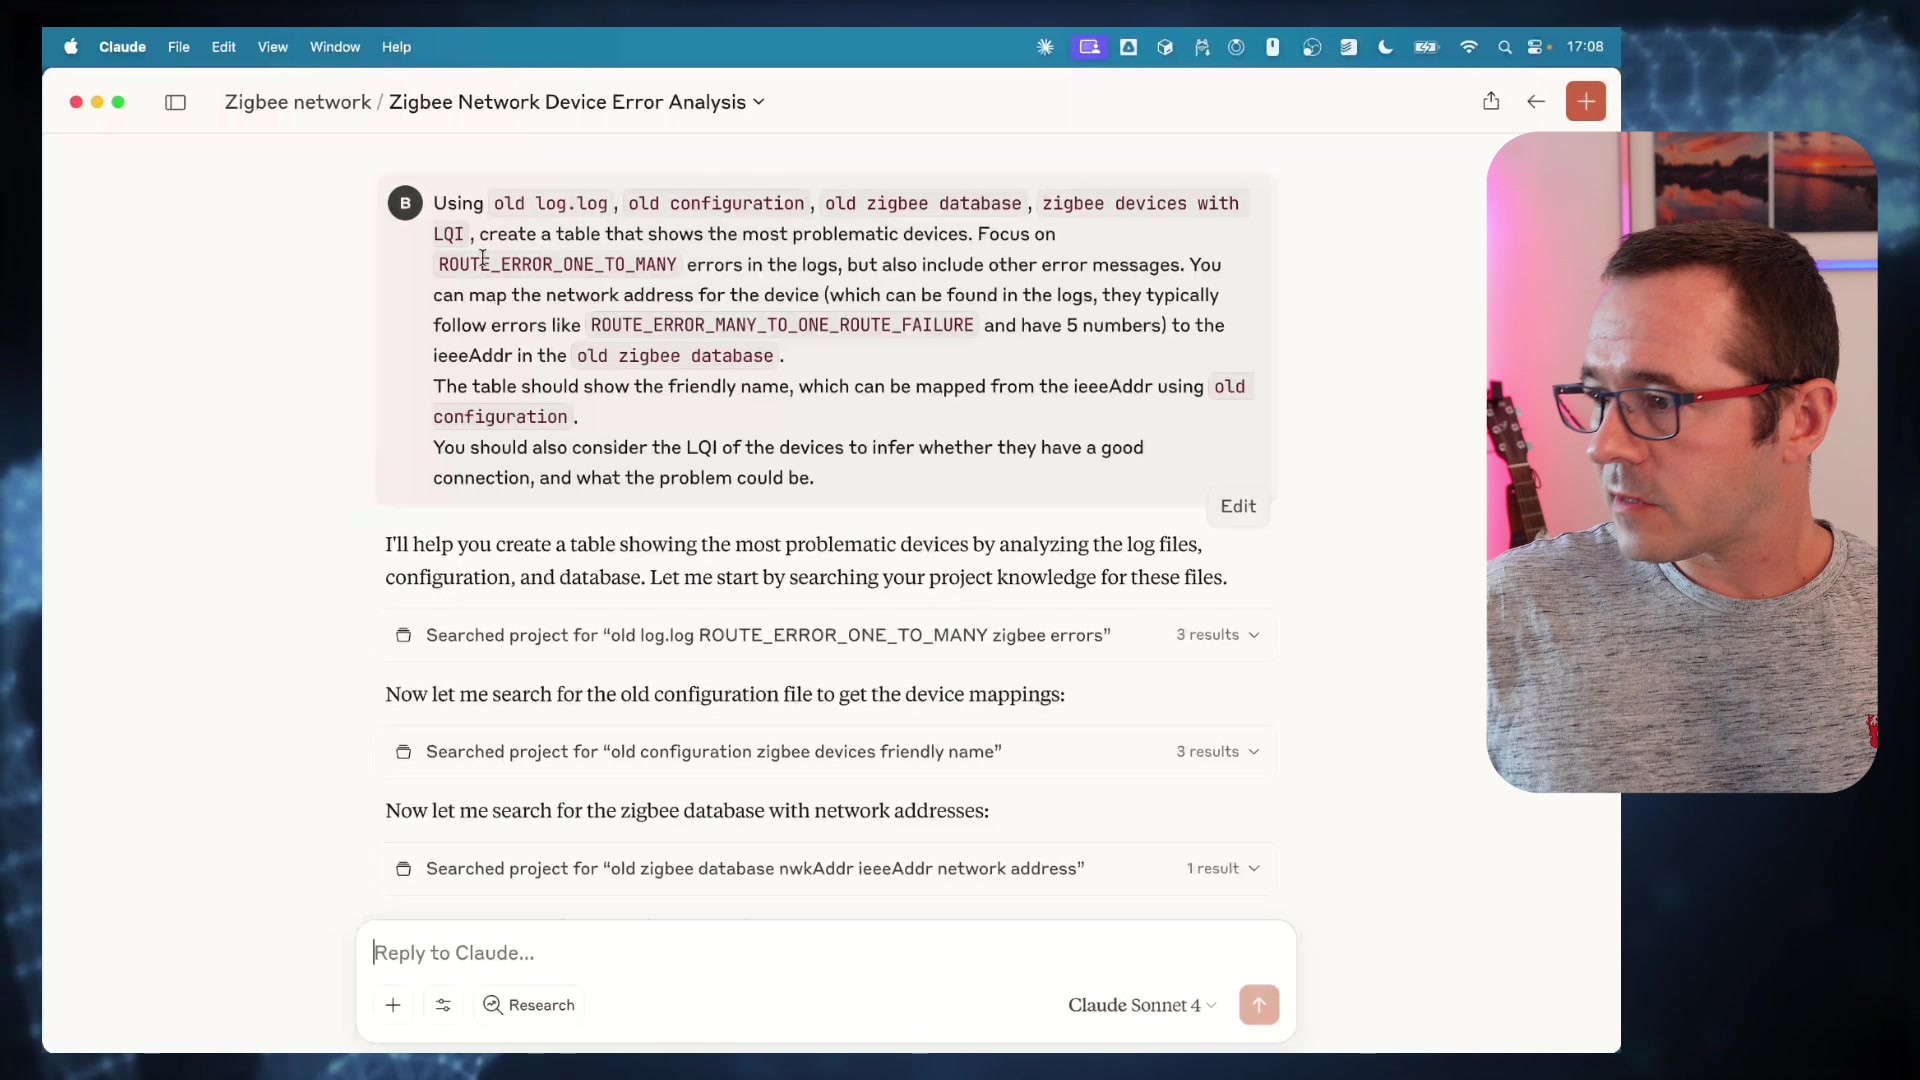 Claude File Edit View Window Help 17:08
Zigbee network / Zigbee Network Device Error Analysis
B
Using old log.log, old configuration, old zigbee database, zigbee devices with
LQI, create a table that shows the most problematic devices. Focus on
ROUTE_ERROR_ONE_TO_MANY errors in the logs, but also include other error messages. You
can map the network address for the device (which can be found in the logs, they typically
follow errors like ROUTE_ERROR_MANY_TO_ONE_ROUTE_FAILURE and have 5 numbers) to the
ieeeAddr in the old zigbee database.
The table should show the friendly name, which can be mapped from the ieeeAddr using old
configuration.
You should also consider the LQI of the devices to infer whether they have a good
connection, and what the problem could be.
Edit
I'll help you create a table showing the most problematic devices by analyzing the log files,
configuration, and database. Let me start by searching your project knowledge for these files.
Searched project for “old log.log ROUTE_ERROR_ONE_TO_MANY zigbee errors” 3 results
Now let me search for the old configuration file to get the device mappings:
Searched project for “old configuration zigbee devices friendly name” 3 results
Now let me search for the zigbee database with network addresses:
Searched project for “old zigbee database nwkAddr ieeeAddr network address” 1 result
Reply to Claude...
Research
Claude Sonnet 4